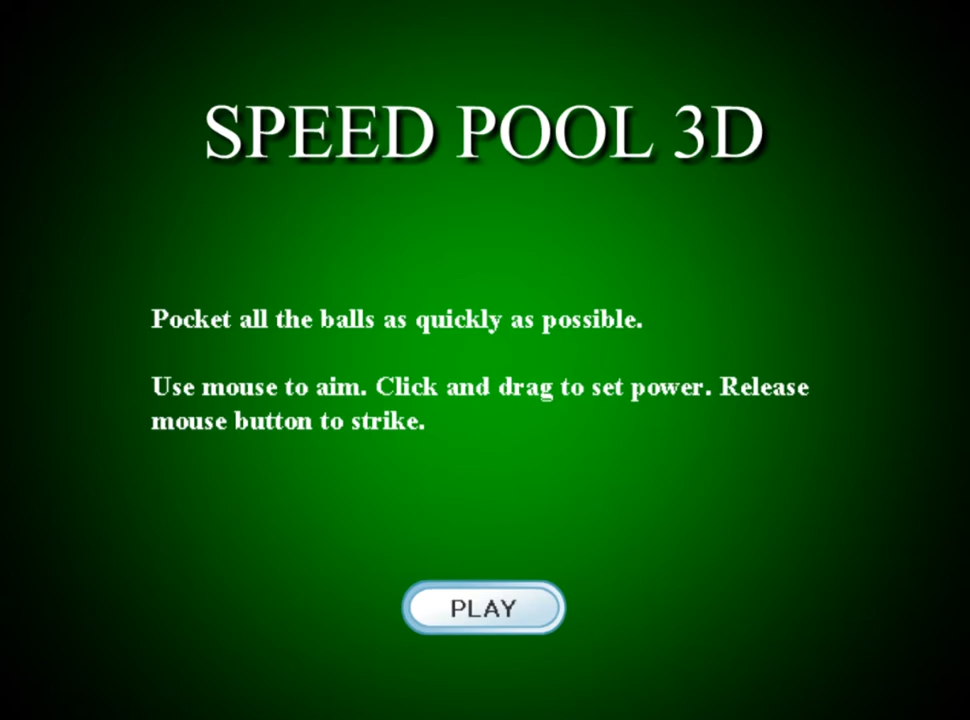 SPEED POOL 3D
Pocket all the balls as quickly as possible.
Use mouse to aim. Click and drag to set power. Release
mouse button to strike.
PLAY